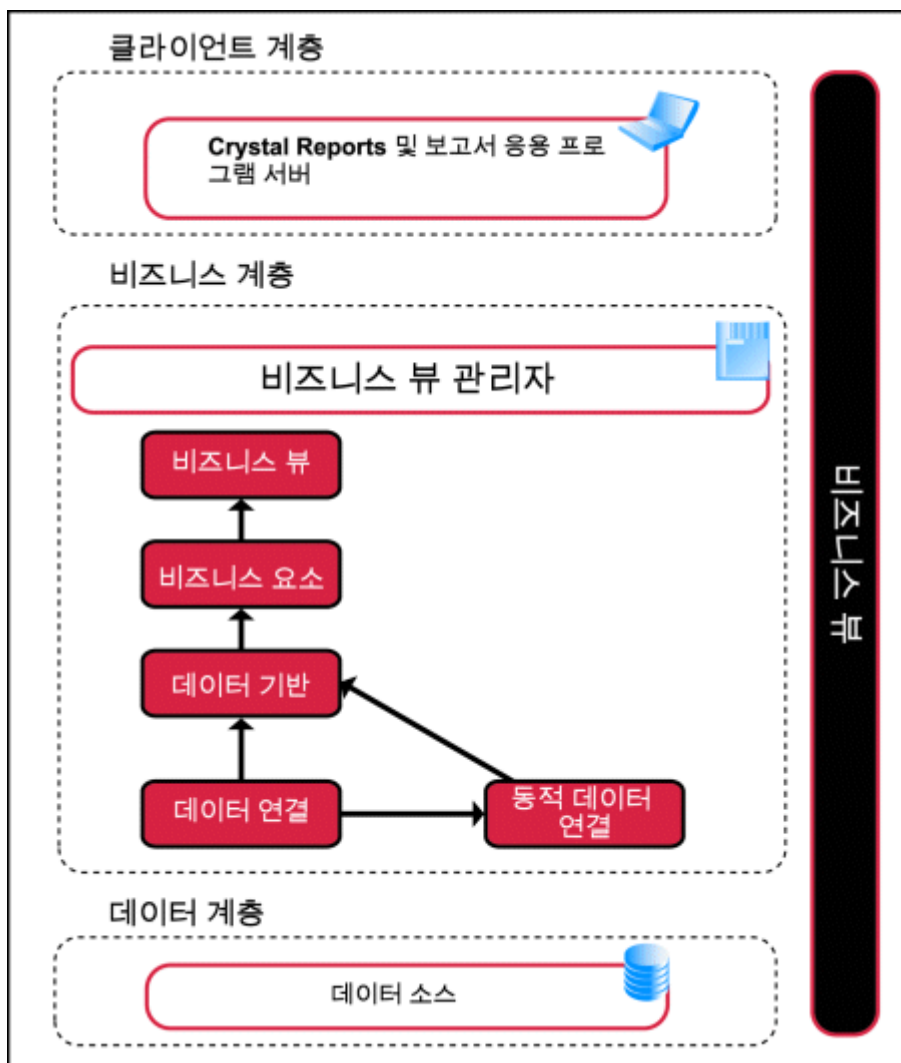 클라이언트 계층
Crystal Reports 및 보고서 응용 프로
그램 서버
비즈니스 계층
비즈니스 뷰 관리자
비즈니스 뷰
비즈니스 요소
데이터 기반
데이터 연결
동적 데이터
연결
데이터 계층
데이터 소스
비즈니스 뷰